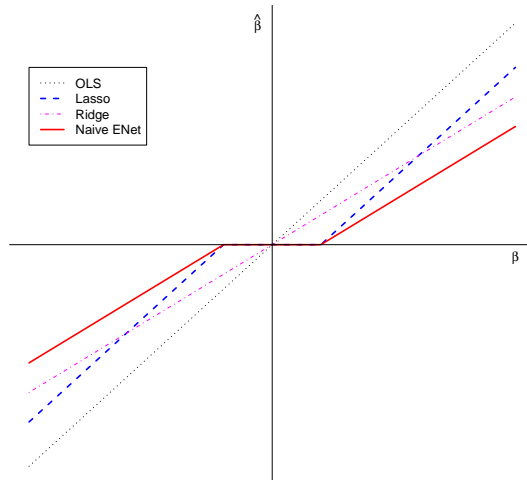 β̂
OLS
Lasso
Ridge
Naive ENet
β